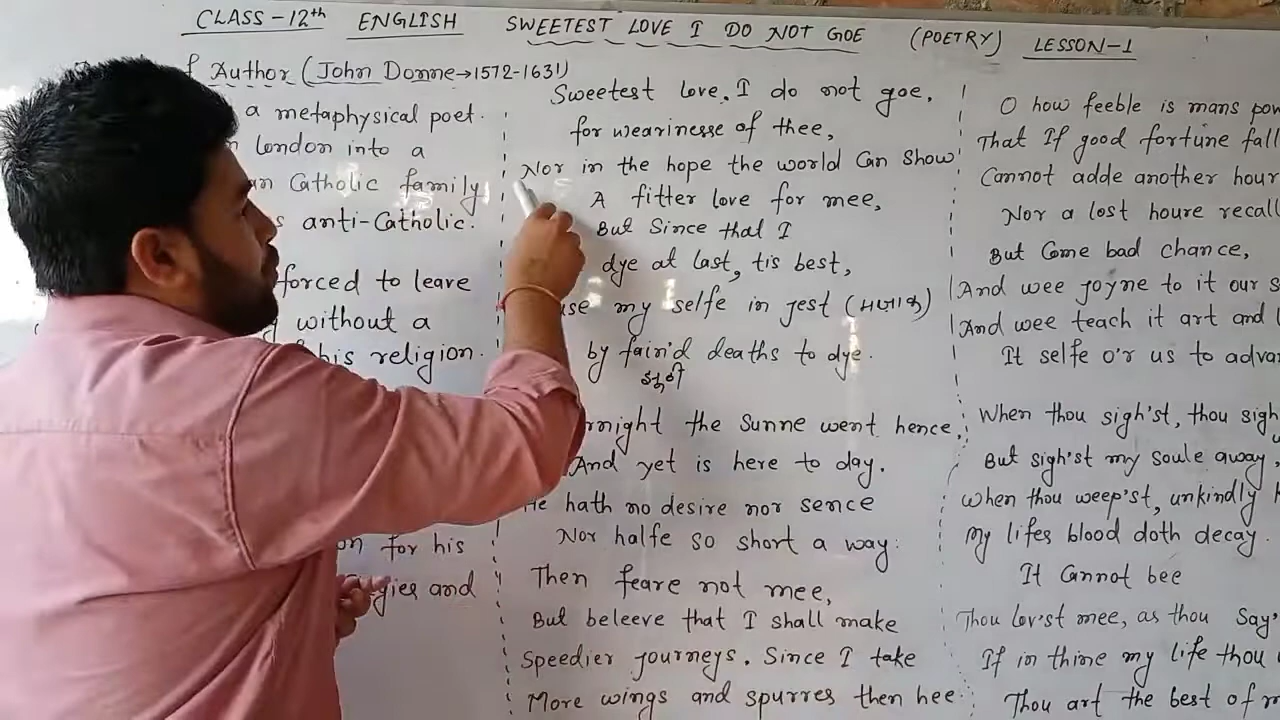 CLASS-12th ENGLISH SWEETEST LOVE I DO NOT GOE (POETRY) LESSON-1
Author (John Donne→1572-1631)
a metaphysical poet.
London into a
Catholic family
anti-Catholic.
forced to leave
without a
his religion.
for his
and
Sweetest Love, I do not goe,
for wearinesse of thee,
Nor in the hope the world Can Show
A fitter love for mee,
But Since that I
dye at last, tis best,
my selfe in jest (मजाक)
by fain'd deaths to dye.
the Sunne went hence,
And yet is here to day.
He hath no desire nor sence
Nor halfe so short a way:
Then feare not mee,
But beleeve that I shall make
Speedier journeys. Since I take
More wings and spurres then hee.
O how feeble is mans
That If good fortune
Cannot adde another hour
Nor a lost houre recall
But Come bad chance,
And wee joyne to it our
And wee teach it art and
It selfe o'r us to
When thou sigh'st, thou
But sigh'st my soule away,
When thou weep'st, unkindly
My lifes blood doth decay.
It Cannot bee
Thou lov'st mee, as thou
If in thine my life thou
Thou art the best of